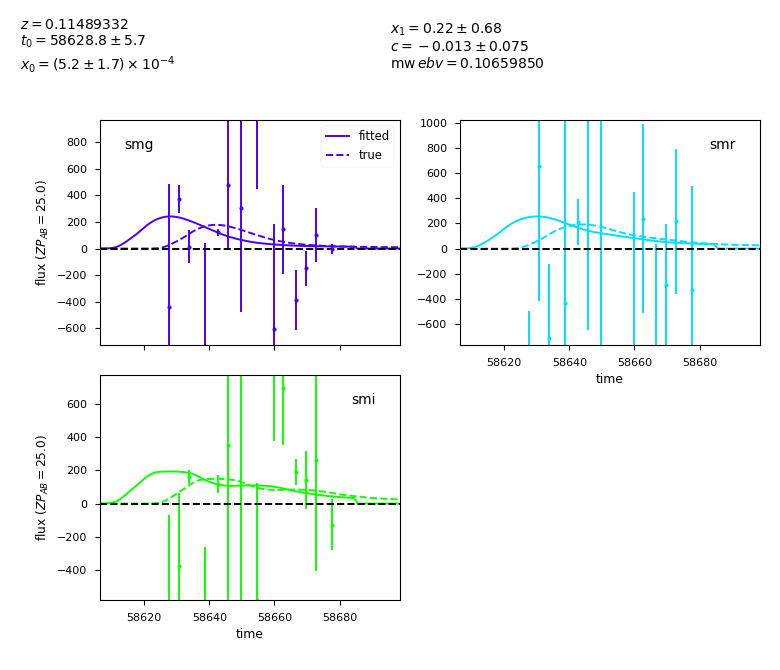 z = 0.11489332
t₀ = 58628.8 ± 5.7
x₀ = (5.2 ± 1.7) × 10⁻⁴
x₁ = 0.22 ± 0.68
c = −0.013 ± 0.075
mw ebv = 0.10659850
smg
fitted
true
800
600
400
200
0
−200
−400
−600
flux (ZP_AB = 25.0)
smr
1000
800
600
400
200
0
−200
−400
−600
58620 58640 58660 58680
time
smi
600
400
200
0
−200
−400
flux (ZP_AB = 25.0)
58620 58640 58660 58680
time